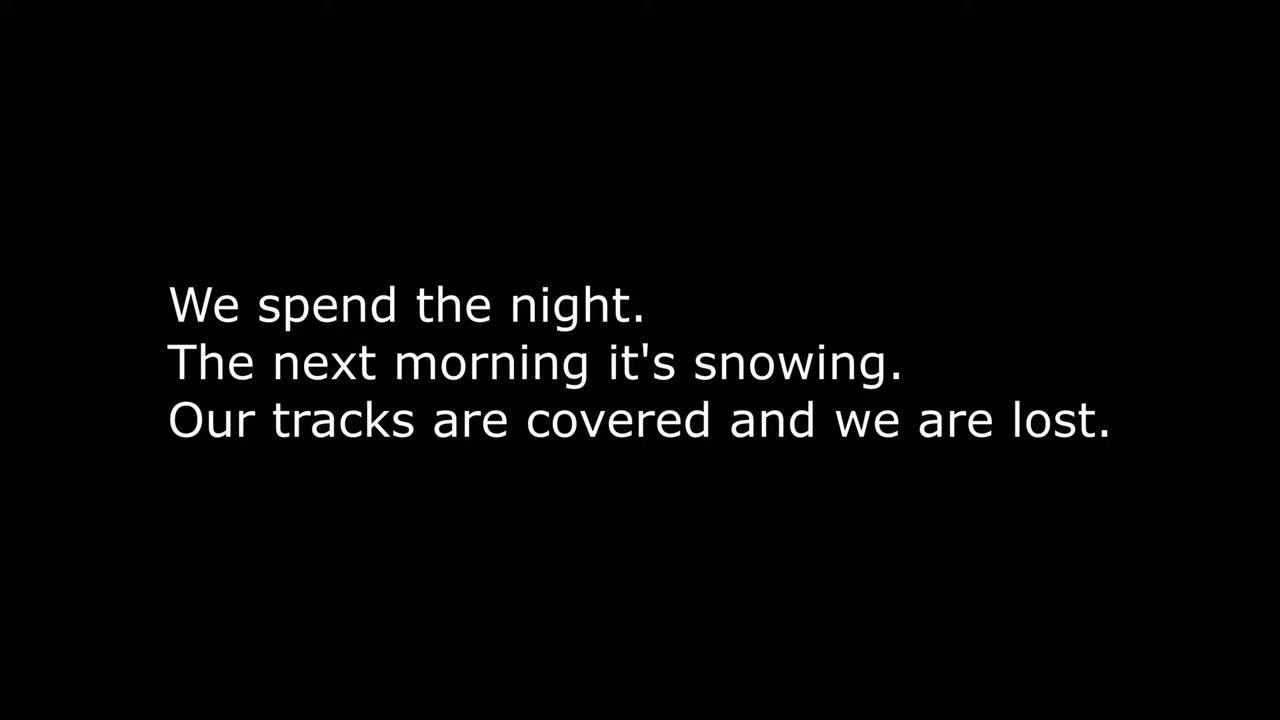 We spend the night.
The next morning it's snowing.
Our tracks are covered and we are lost.